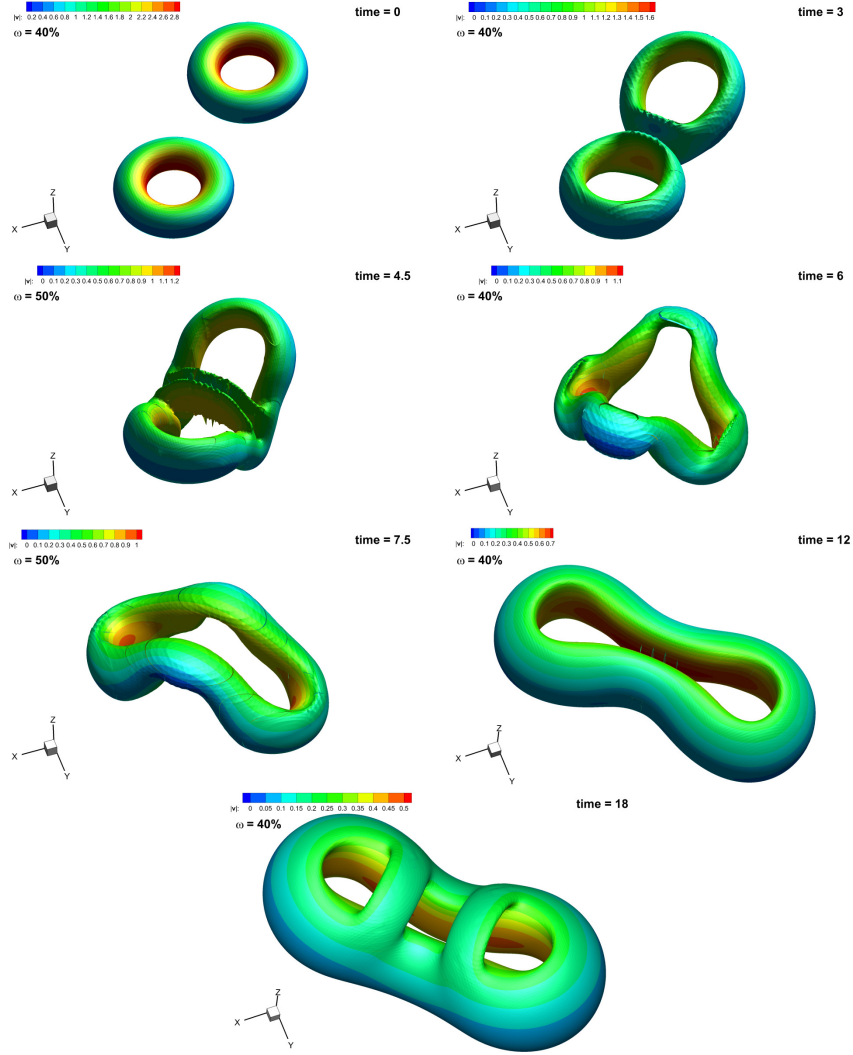 |v|: 0.2 0.4 0.6 0.8 1 1.2 1.4 1.6 1.8 2 2.2 2.4 2.6 2.8
time = 0
ω = 40%
Z
X
Y
|v|: 0 0.1 0.2 0.3 0.4 0.5 0.6 0.7 0.8 0.9 1 1.1 1.2 1.3 1.4 1.5 1.6
time = 3
ω = 40%
Z
X
Y
|v|: 0 0.1 0.2 0.3 0.4 0.5 0.6 0.7 0.8 0.9 1 1.1 1.2
time = 4.5
ω = 50%
Z
X
Y
|v|: 0 0.1 0.2 0.3 0.4 0.5 0.6 0.7 0.8 0.9 1 1.1
time = 6
ω = 40%
Z
X
Y
|v|: 0 0.1 0.2 0.3 0.4 0.5 0.6 0.7 0.8 0.9 1
time = 7.5
ω = 50%
Z
X
Y
|v|: 0 0.1 0.2 0.3 0.4 0.5 0.6 0.7
time = 12
ω = 40%
Z
X
Y
|v|: 0 0.05 0.1 0.15 0.2 0.25 0.3 0.35 0.4 0.45 0.5
time = 18
ω = 40%
Z
X
Y